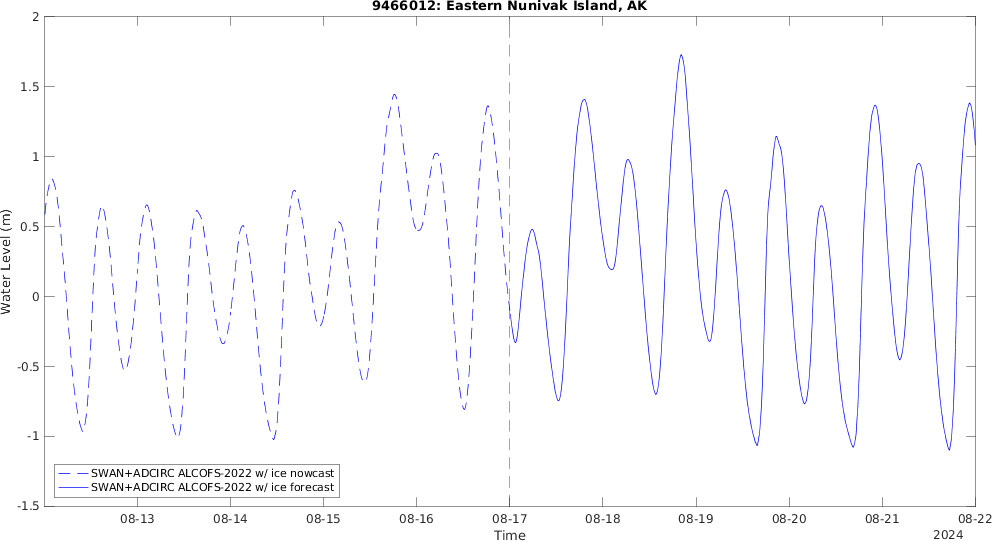 9466012: Eastern Nunivak Island, AK
2
1.5
1
0.5
0
-0.5
-1
-1.5
Water Level (m)
SWAN+ADCIRC ALCOFS-2022 w/ ice nowcast
SWAN+ADCIRC ALCOFS-2022 w/ ice forecast
08-13 08-14 08-15 08-16 08-17 08-18 08-19 08-20 08-21 08-22
Time
2024